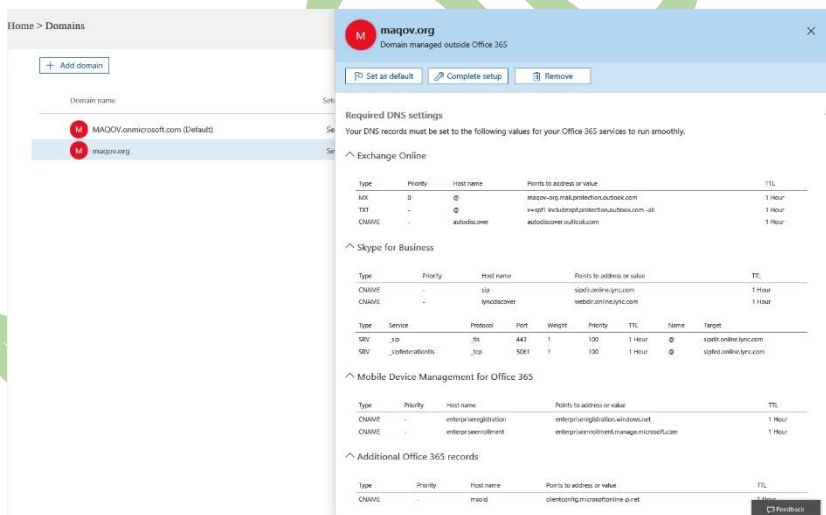 Home > Domains
+ Add domain
Domain name
M MAQOV.onmicrosoft.com (Default) Se
M maqov.org Se
M maqov.org
Domain managed outside Office 365
Set as default Complete setup Remove
Required DNS settings
Your DNS records must be set to the following values for your Office 365 services to run smoothly.
Exchange Online
Type Priority Host name Points to address or value TTL
MX 0 @ maqov-org.mail.protection.outlook.com 1 Hour
TXT - @ v=spf1 include:spf.protection.outlook.com -all 1 Hour
CNAME - autodiscover autodiscover.outlook.com 1 Hour
Skype for Business
Type Priority Host name Points to address or value TTL
CNAME - sip sipdir.online.lync.com 1 Hour
CNAME - lyncdiscover webdir.online.lync.com 1 Hour
Type Service Protocol Port Weight Priority TTL Name Target
SRV _sip _tls 443 1 100 1 Hour @ sipdir.online.lync.com
SRV _sipfederationtls _tcp 5061 1 100 1 Hour @ sipfed.online.lync.com
Mobile Device Management for Office 365
Type Priority Host name Points to address or value TTL
CNAME - enterpriseregistration enterpriseregistration.windows.net 1 Hour
CNAME - enterpriseenrollment enterpriseenrollment.manage.microsoft.com 1 Hour
Additional Office 365 records
Type Priority Host name Points to address or value TTL
CNAME - msoid clientconfig.microsoftonline-p.net 1 Hour
Feedback